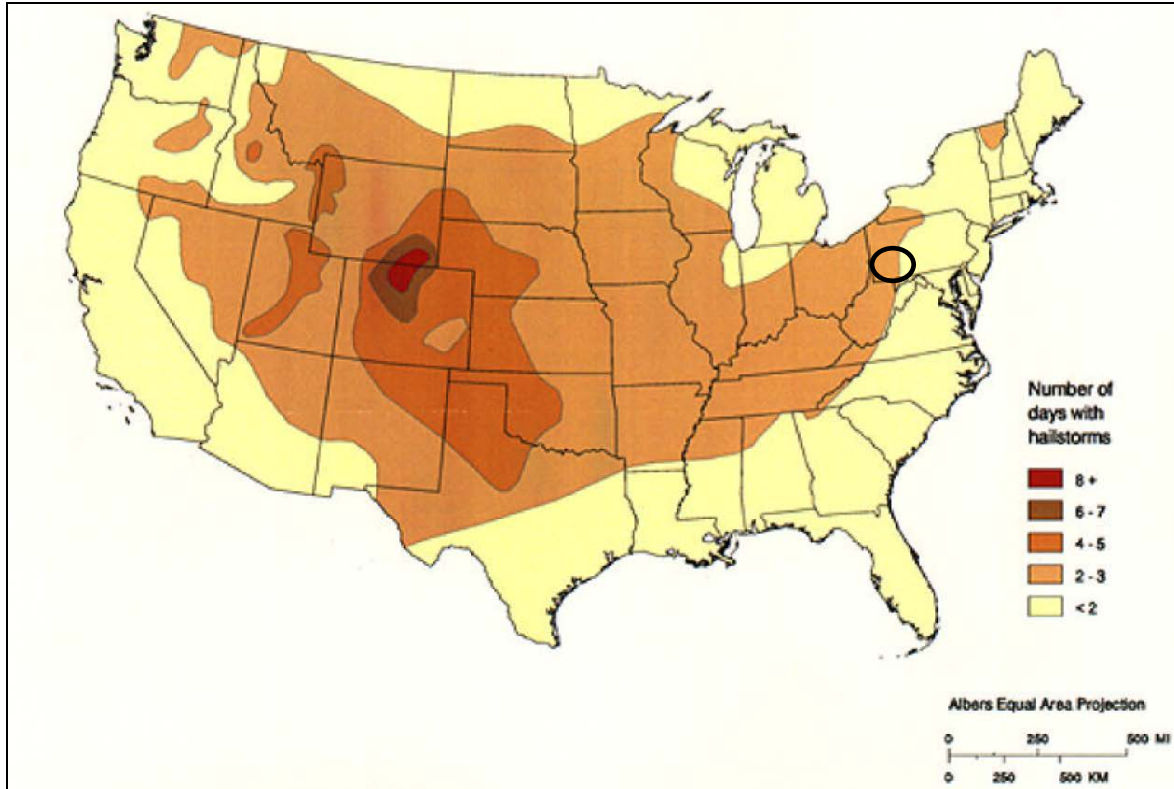 Number of
days with
hailstorms
8 +
6 - 7
4 - 5
2 - 3
< 2
Albers Equal Area Projection
0 250 500 MI
0 250 500 KM